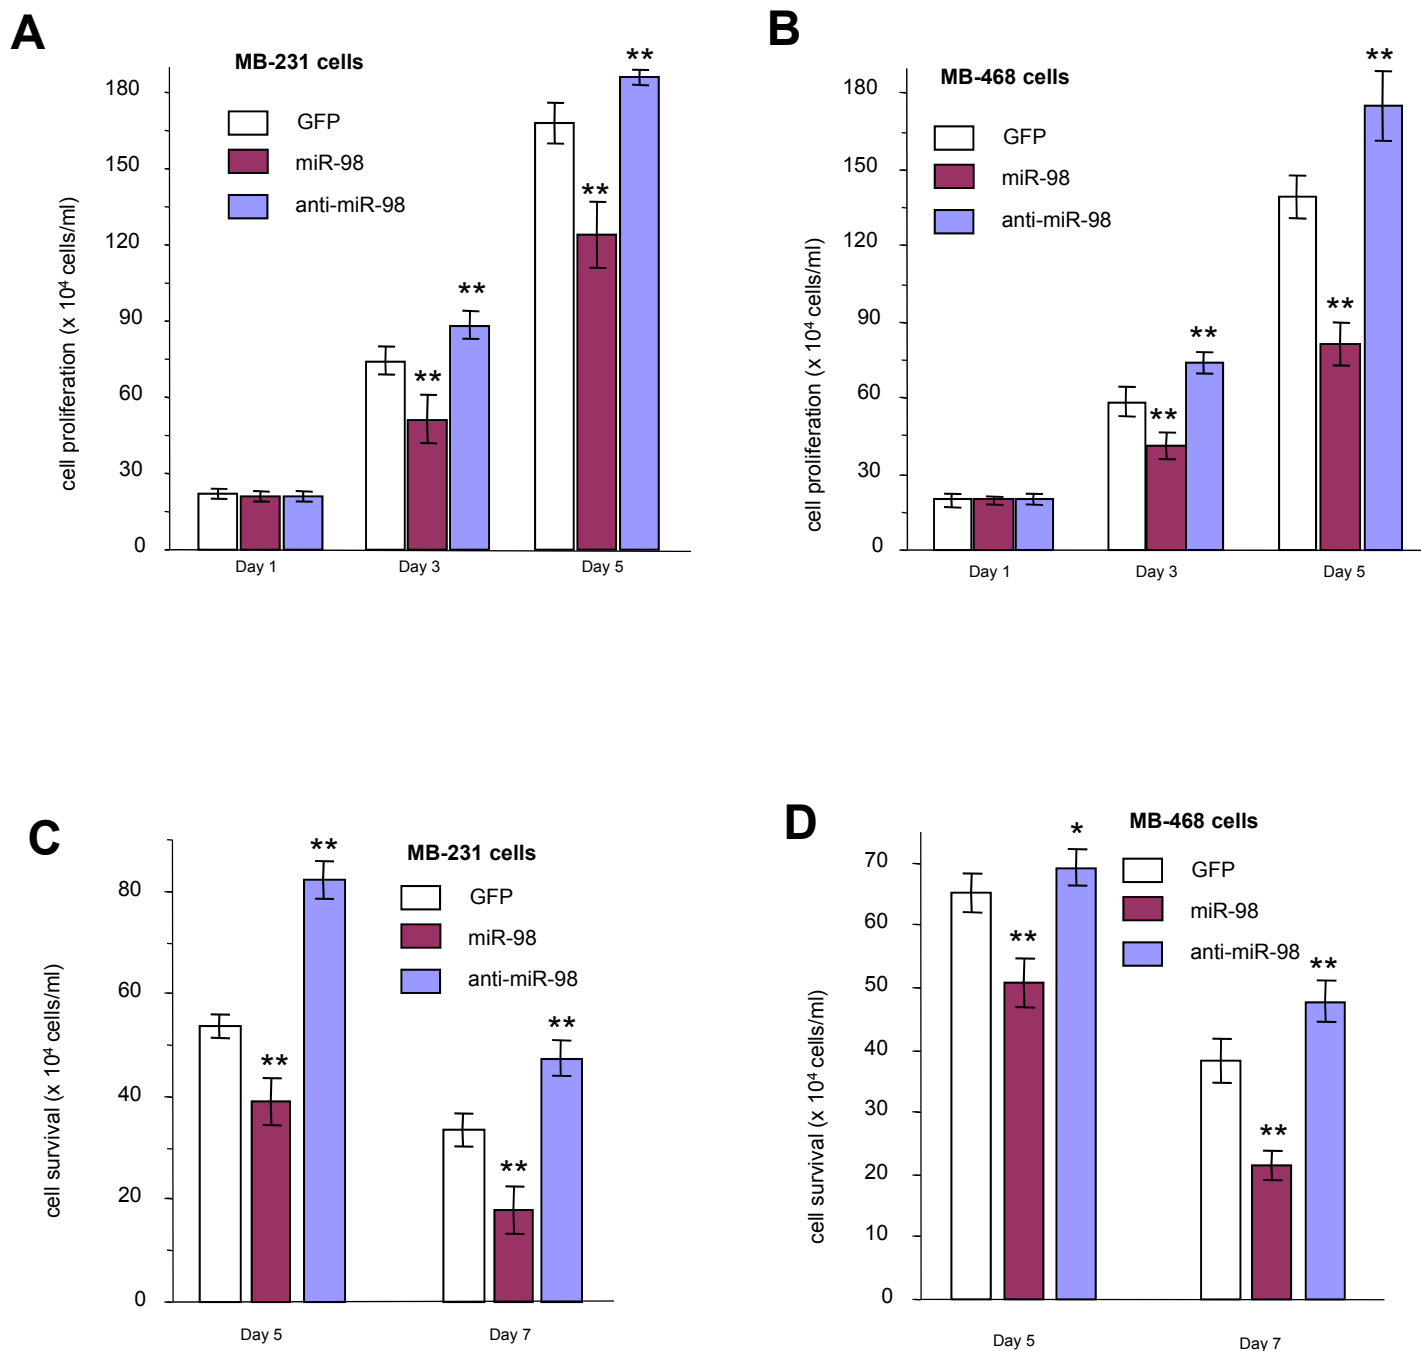 A
MB-231 cells
GFP
miR-98
anti-miR-98
cell proliferation (x 10⁴ cells/ml)
180
150
120
90
60
30
0
**
**
**
**
Day 1
Day 3
Day 5
B
MB-468 cells
GFP
miR-98
anti-miR-98
cell proliferation (x 10⁴ cells/ml)
180
150
120
90
60
30
0
**
**
**
**
Day 1
Day 3
Day 5
C
MB-231 cells
GFP
miR-98
anti-miR-98
cell survival (x 10⁴ cells/ml)
80
60
40
20
0
**
**
**
**
Day 5
Day 7
D
MB-468 cells
GFP
miR-98
anti-miR-98
cell survival (x 10⁴ cells/ml)
70
60
50
40
30
20
10
0
**
*
**
**
Day 5
Day 7